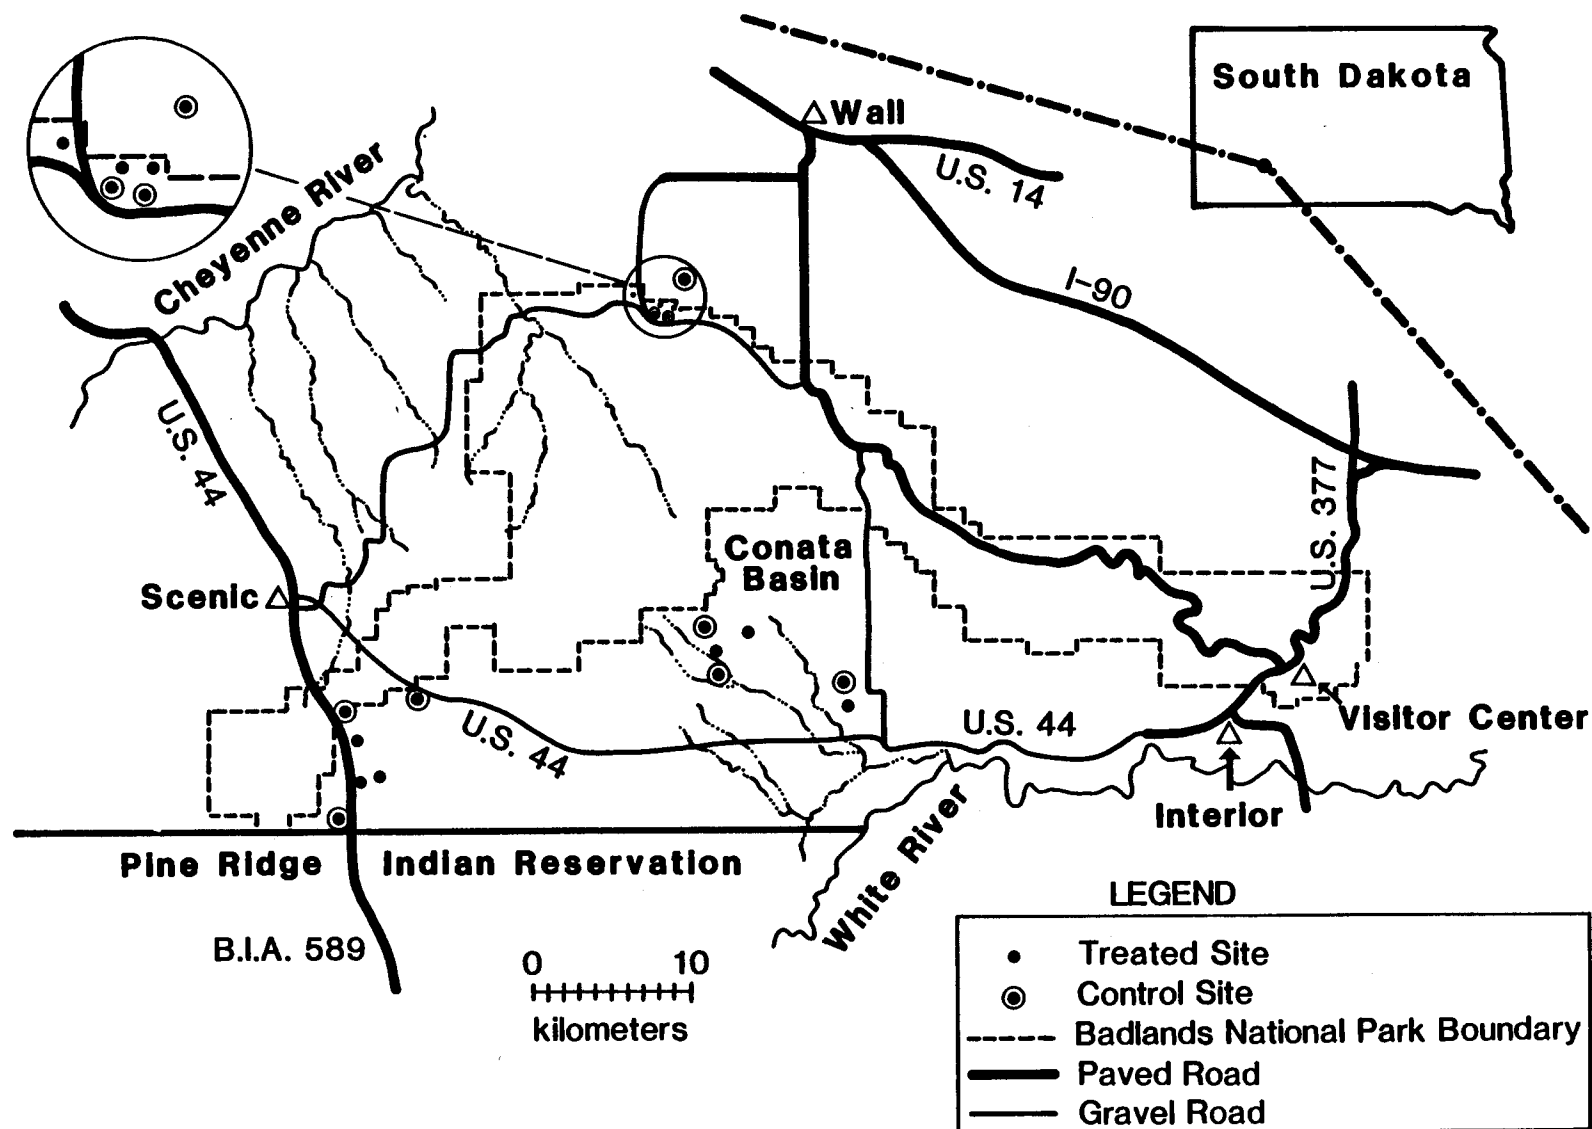 South Dakota
Wall
U.S. 14
Cheyenne River
I-90
U.S. 44
U.S. 377
Conata
Basin
Scenic
U.S. 44
U.S. 44
Visitor Center
Interior
Pine Ridge Indian Reservation
White River
B.I.A. 589
0 10
kilometers
LEGEND
Treated Site
Control Site
Badlands National Park Boundary
Paved Road
Gravel Road